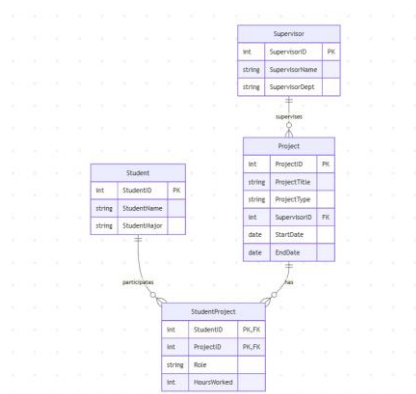 Supervisor
int SupervisorID PK
string SupervisorName
string SupervisorDept
supervises
Project
int ProjectID PK
string ProjectTitle
string ProjectType
int SupervisorID FK
date StartDate
date EndDate
Student
int StudentID PK
string StudentName
string StudentMajor
participates
has
StudentProject
int StudentID PK,FK
int ProjectID PK,FK
string Role
int HoursWorked